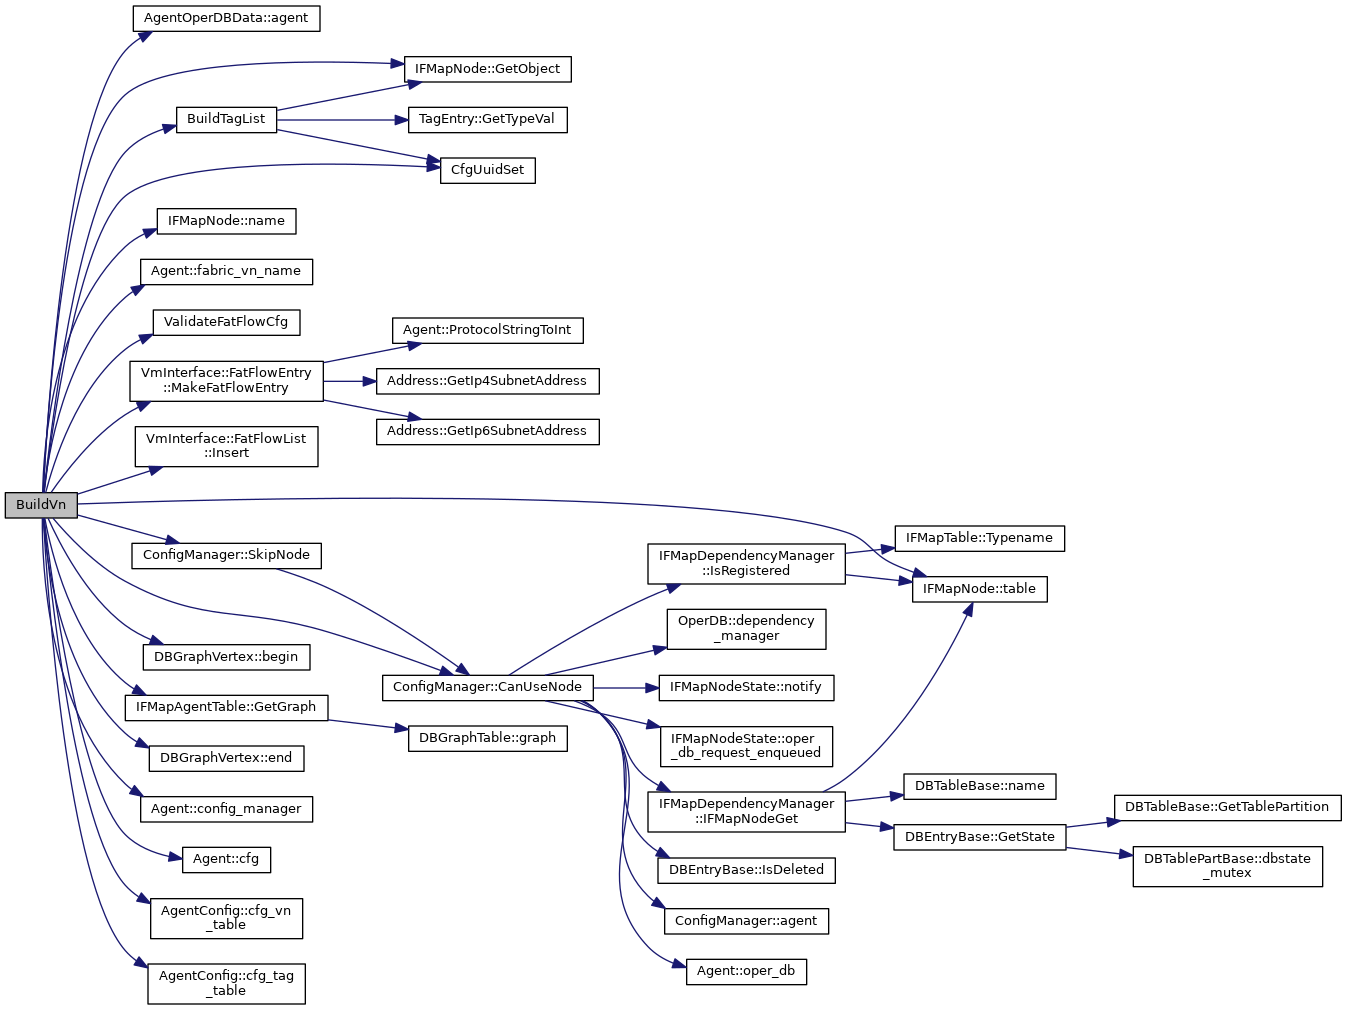 AgentOperDBData::agent
IFMapNode::GetObject
BuildTagList
TagEntry::GetTypeVal
CfgUuidSet
IFMapNode::name
Agent::fabric_vn_name
ValidateFatFlowCfg
Agent::ProtocolStringToInt
VmInterface::FatFlowEntry
::MakeFatFlowEntry
Address::GetIp4SubnetAddress
Address::GetIp6SubnetAddress
VmInterface::FatFlowList
::Insert
BuildVn
ConfigManager::SkipNode
IFMapDependencyManager
::IsRegistered
IFMapTable::Typename
IFMapNode::table
OperDB::dependency
_manager
DBGraphVertex::begin
ConfigManager::CanUseNode
IFMapNodeState::notify
IFMapAgentTable::GetGraph
DBGraphTable::graph
IFMapNodeState::oper
_db_request_enqueued
DBGraphVertex::end
Agent::config_manager
IFMapDependencyManager
::IFMapNodeGet
DBTableBase::name
DBEntryBase::GetState
DBTableBase::GetTablePartition
DBTablePartBase::dbstate
_mutex
Agent::cfg
DBEntryBase::IsDeleted
AgentConfig::cfg_vn
_table
ConfigManager::agent
AgentConfig::cfg_tag
_table
Agent::oper_db